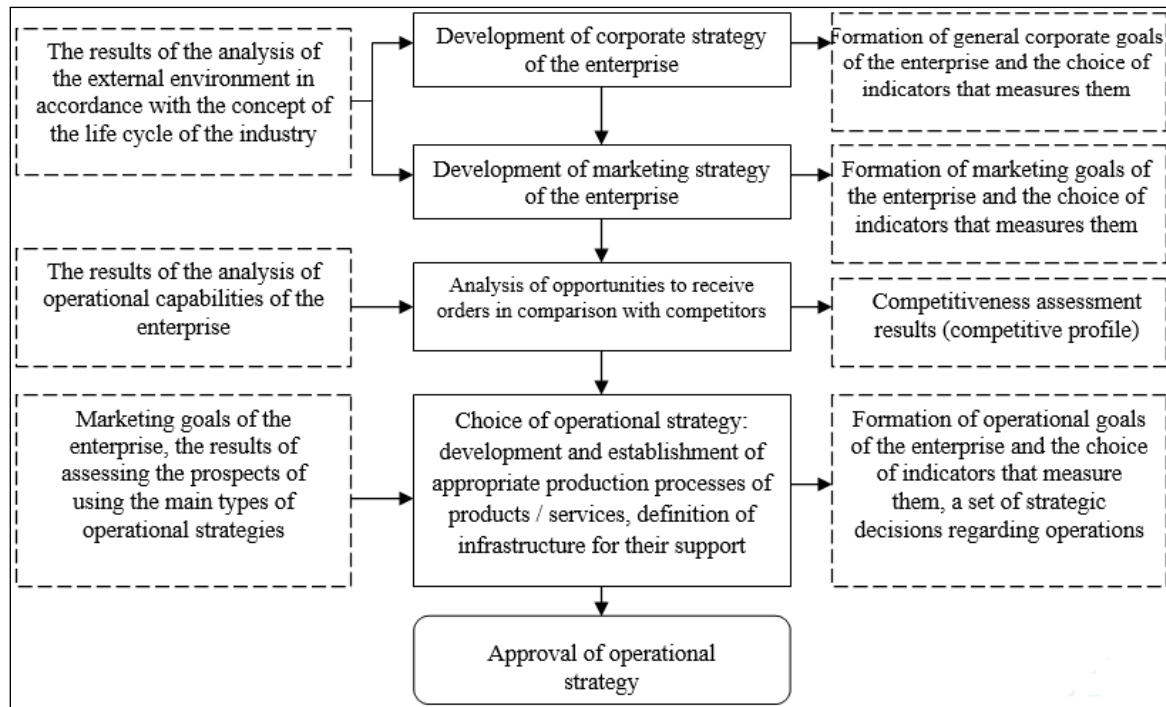 The results of the analysis of
the external environment in
accordance with the concept of
the life cycle of the industry
Development of corporate strategy
of the enterprise
Formation of general corporate goals
of the enterprise and the choice of
indicators that measures them
Development of marketing strategy
of the enterprise
Formation of marketing goals of
the enterprise and the choice of
indicators that measures them
The results of the analysis of
operational capabilities of the
enterprise
Analysis of opportunities to receive
orders in comparison with competitors
Competitiveness assessment
results (competitive profile)
Marketing goals of the
enterprise, the results of
assessing the prospects of
using the main types of
operational strategies
Choice of operational strategy:
development and establishment of
appropriate production processes of
products / services, definition of
infrastructure for their support
Formation of operational goals
of the enterprise and the choice
of indicators that measure
them, a set of strategic
decisions regarding operations
Approval of operational
strategy